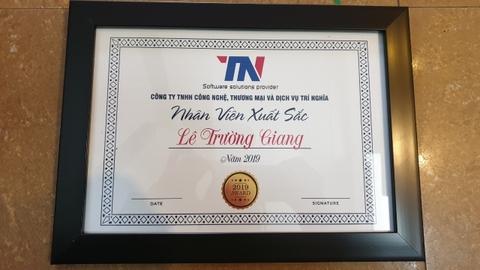 TN
Software solutions provider
CÔNG TY TNHH CÔNG NGHỆ, THƯƠNG MẠI VÀ DỊCH VỤ TRÍ NGHĨA
Nhân Viên Xuất Sắc
Lê Trường Giang
Năm 2019
2019
AWARD
DATE
SIGNATURE